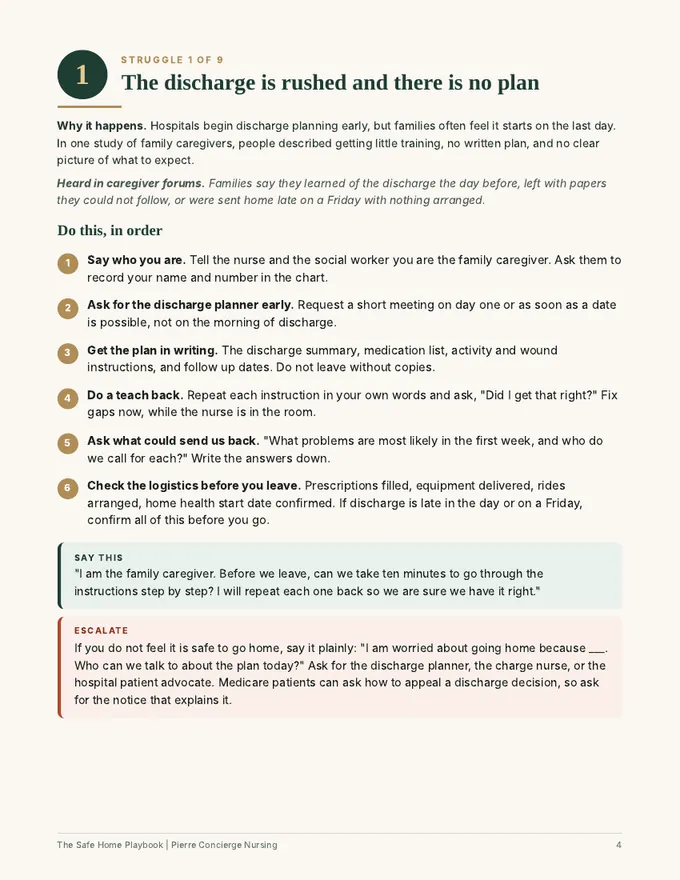 1
STRUGGLE 1 OF 9
The discharge is rushed and there is no plan
Why it happens. Hospitals begin discharge planning early, but families often feel it starts on the last day.
In one study of family caregivers, people described getting little training, no written plan, and no clear
picture of what to expect.
Heard in caregiver forums. Families say they learned of the discharge the day before, left with papers
they could not follow, or were sent home late on a Friday with nothing arranged.
Do this, in order
1 Say who you are. Tell the nurse and the social worker you are the family caregiver. Ask them to
record your name and number in the chart.
2 Ask for the discharge planner early. Request a short meeting on day one or as soon as a date
is possible, not on the morning of discharge.
3 Get the plan in writing. The discharge summary, medication list, activity and wound
instructions, and follow up dates. Do not leave without copies.
4 Do a teach back. Repeat each instruction in your own words and ask, "Did I get that right?" Fix
gaps now, while the nurse is in the room.
5 Ask what could send us back. "What problems are most likely in the first week, and who do
we call for each?" Write the answers down.
6 Check the logistics before you leave. Prescriptions filled, equipment delivered, rides
arranged, home health start date confirmed. If discharge is late in the day or on a Friday,
confirm all of this before you go.
SAY THIS
"I am the family caregiver. Before we leave, can we take ten minutes to go through the
instructions step by step? I will repeat each one back so we are sure we have it right."
ESCALATE
If you do not feel it is safe to go home, say it plainly: "I am worried about going home because ___.
Who can we talk to about the plan today?" Ask for the discharge planner, the charge nurse, or the
hospital patient advocate. Medicare patients can ask how to appeal a discharge decision, so ask
for the notice that explains it.
The Safe Home Playbook | Pierre Concierge Nursing
4